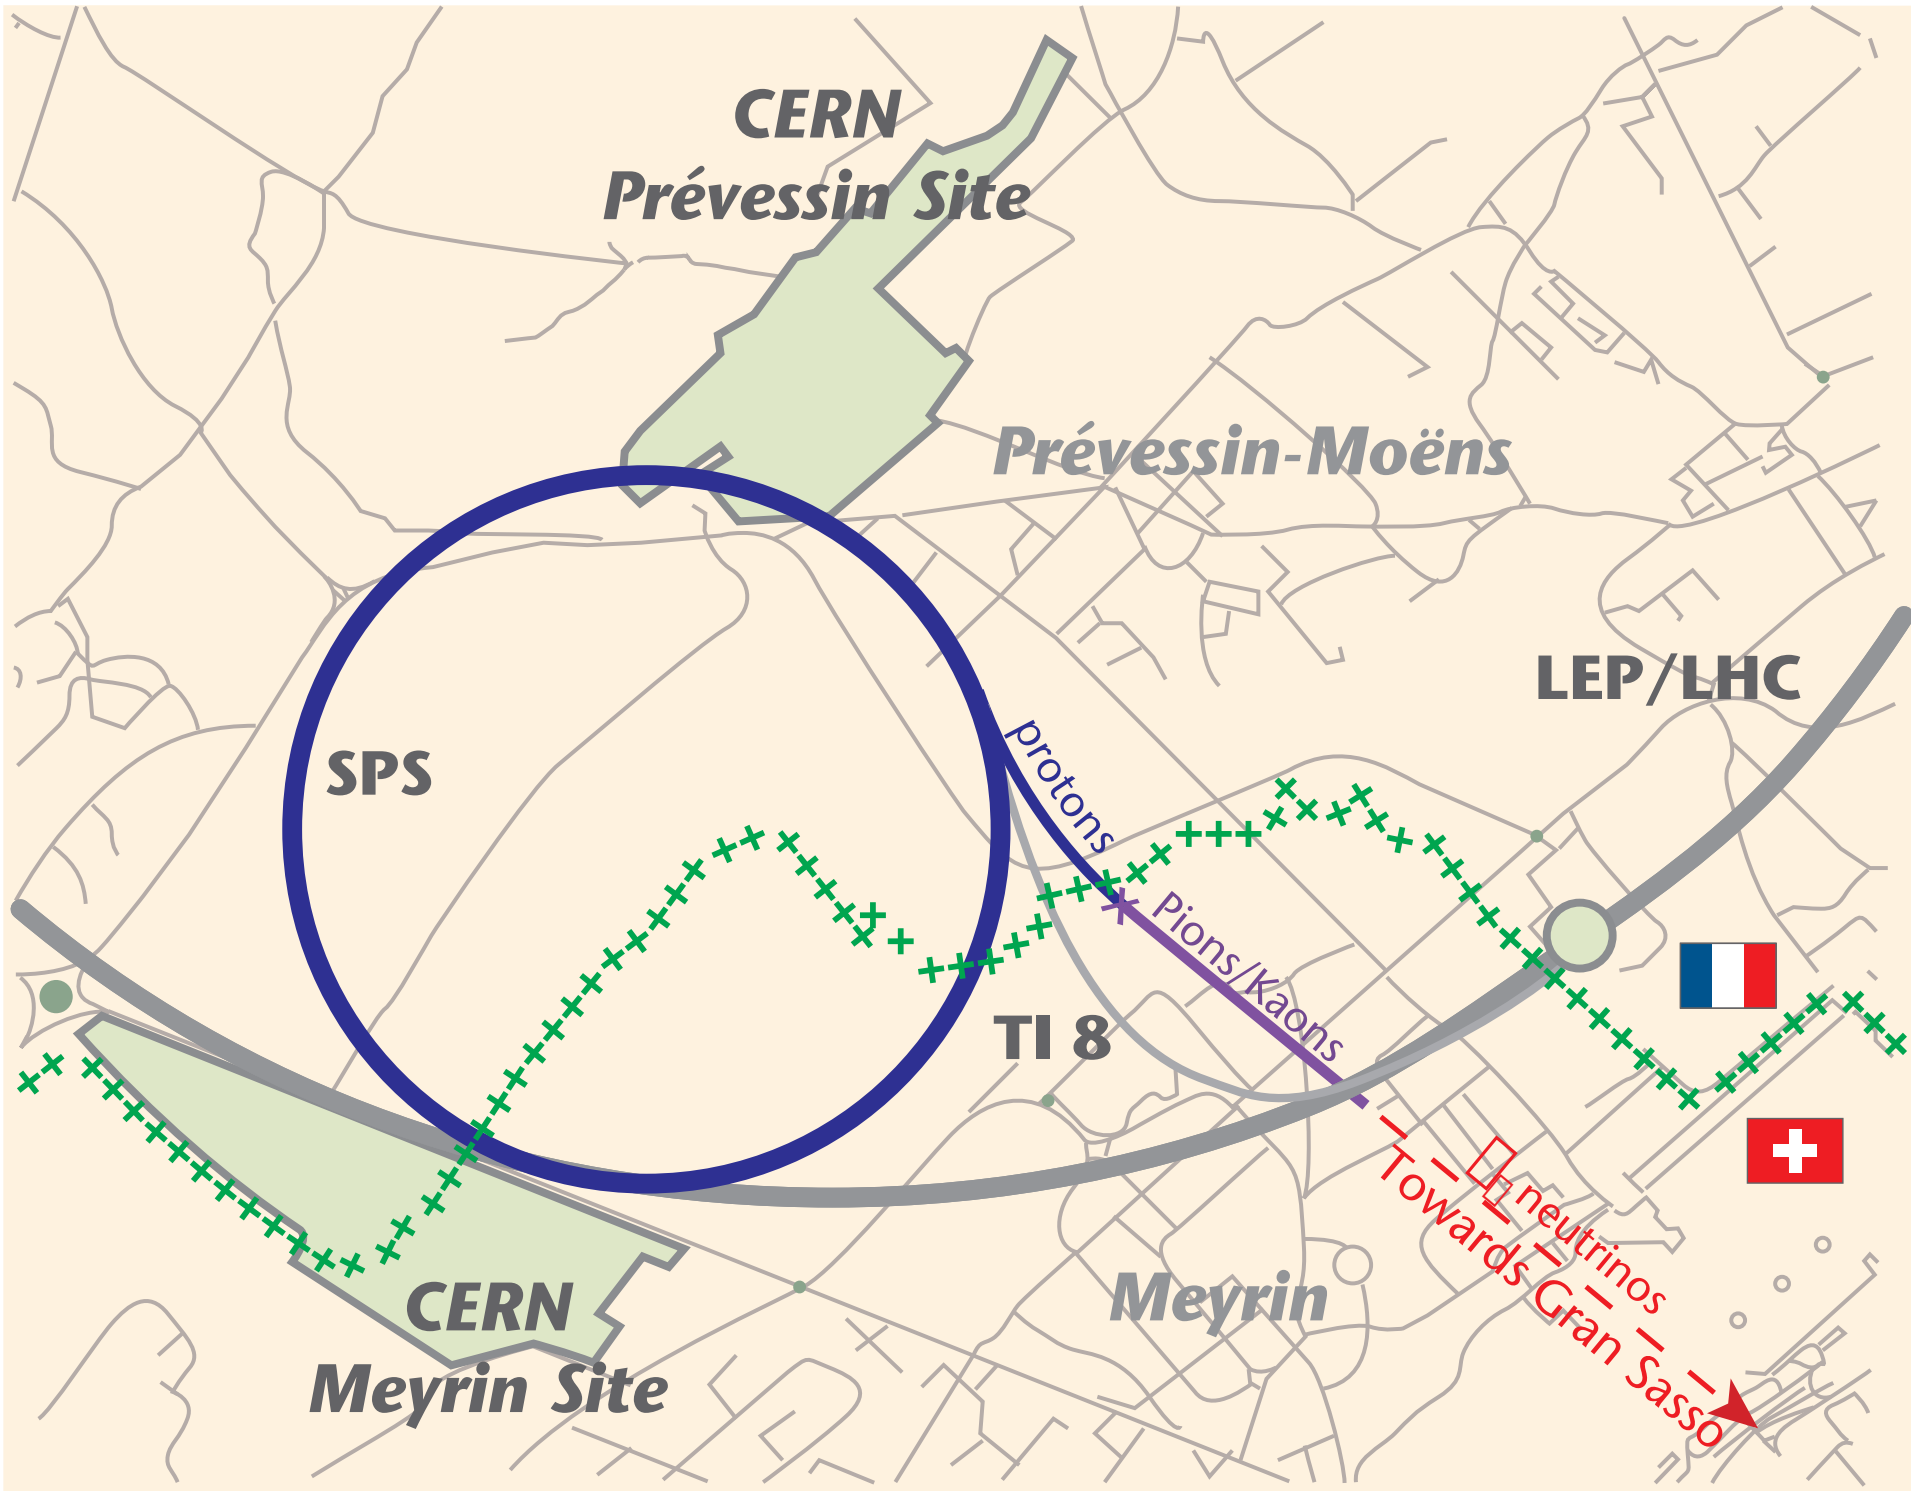 CERN
Prévessin Site
Prévessin-Moëns
LEP/LHC
SPS
protons
Pions/Kaons
TI 8
neutrinos
Towards Gran Sasso
Meyrin
CERN
Meyrin Site